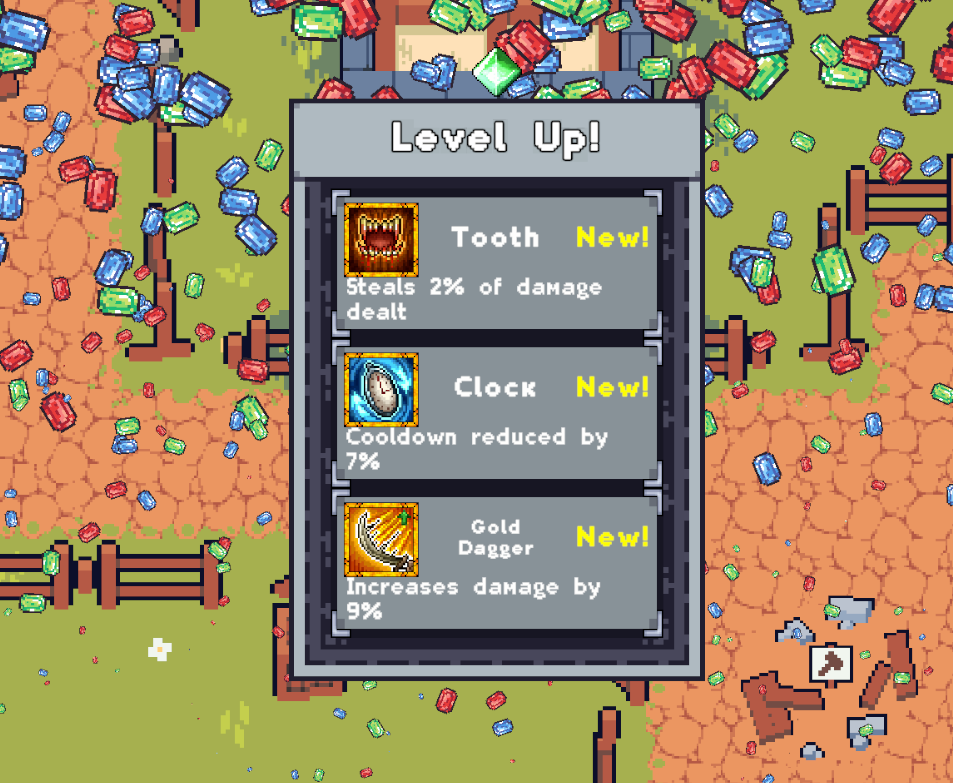 Level Up!
Tooth New!
Steals 2% of damage
dealt
Clock New!
Cooldown reduced by
7%
Gold
Dagger New!
Increases damage by
9%